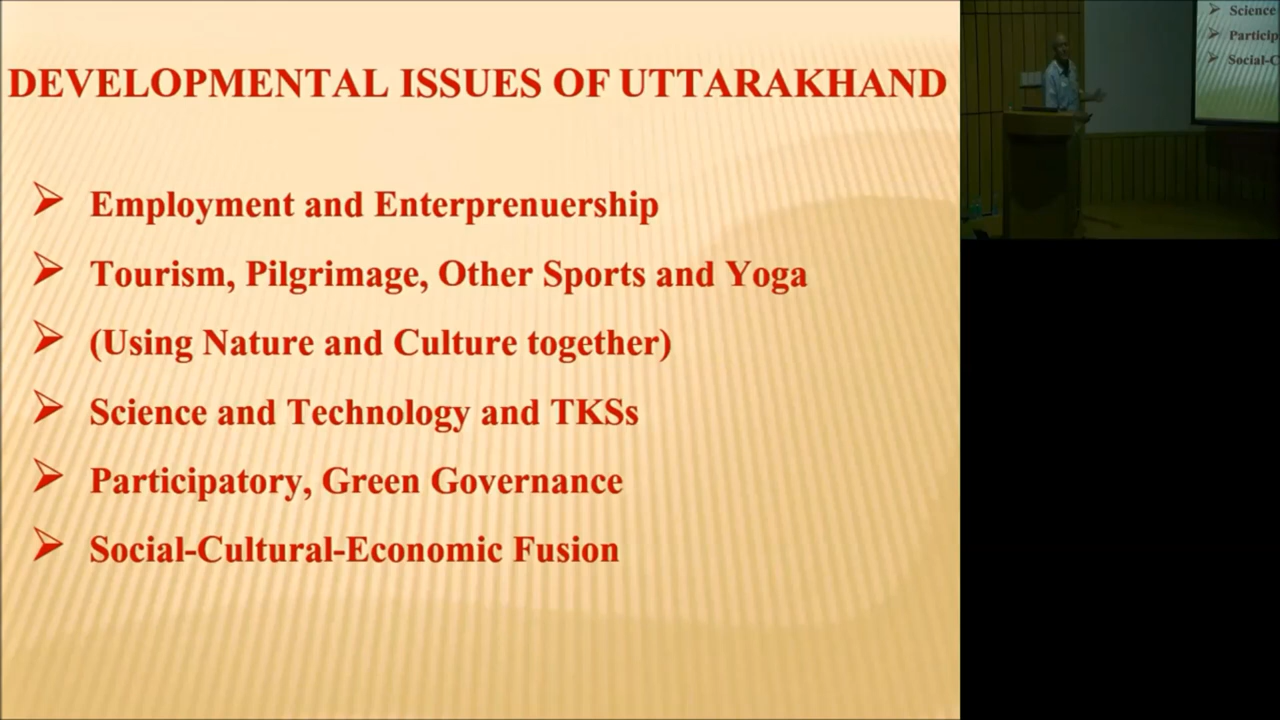 DEVELOPMENTAL ISSUES OF UTTARAKHAND
➢ Employment and Enterprenuership
➢ Tourism, Pilgrimage, Other Sports and Yoga
➢ (Using Nature and Culture together)
➢ Science and Technology and TKSs
➢ Participatory, Green Governance
➢ Social-Cultural-Economic Fusion
➢ Science
➢ Particip
➢ Social-C